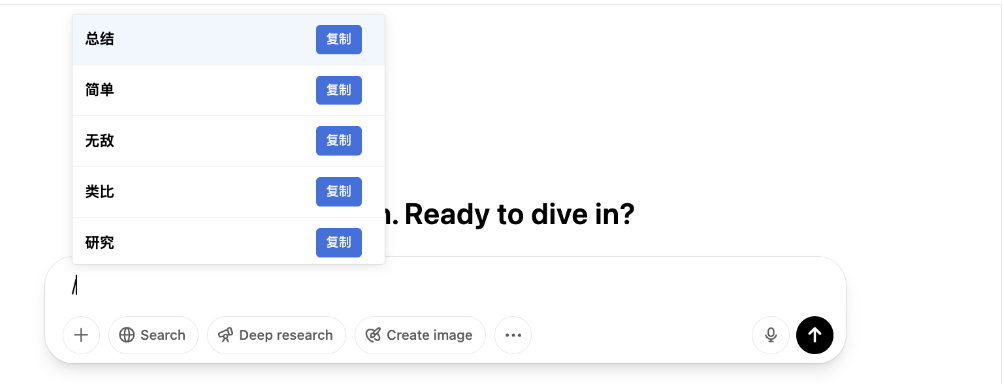 总结 复制
简单 复制
无敌 复制
类比 复制
研究 复制
. Ready to dive in?
/
Search Deep research Create image